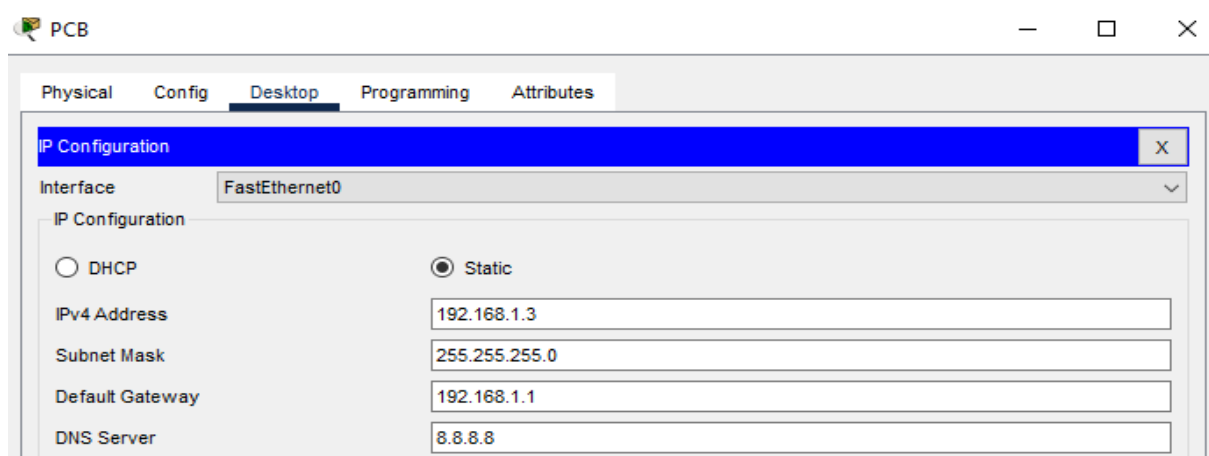 PCB
Physical Config Desktop Programming Attributes
IP Configuration X
Interface FastEthernet0
IP Configuration
DHCP Static
IPv4 Address 192.168.1.3
Subnet Mask 255.255.255.0
Default Gateway 192.168.1.1
DNS Server 8.8.8.8